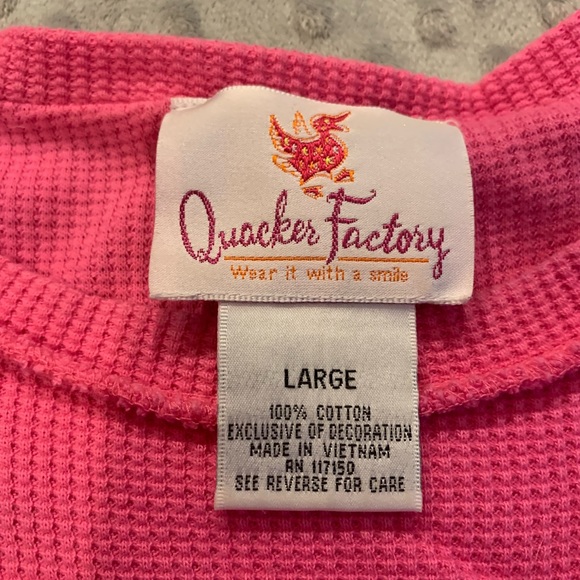 Quacker Factory
Wear it with a smile
LARGE
100% COTTON
EXCLUSIVE OF DECORATION
MADE IN VIETNAM
RN 117150
SEE REVERSE FOR CARE